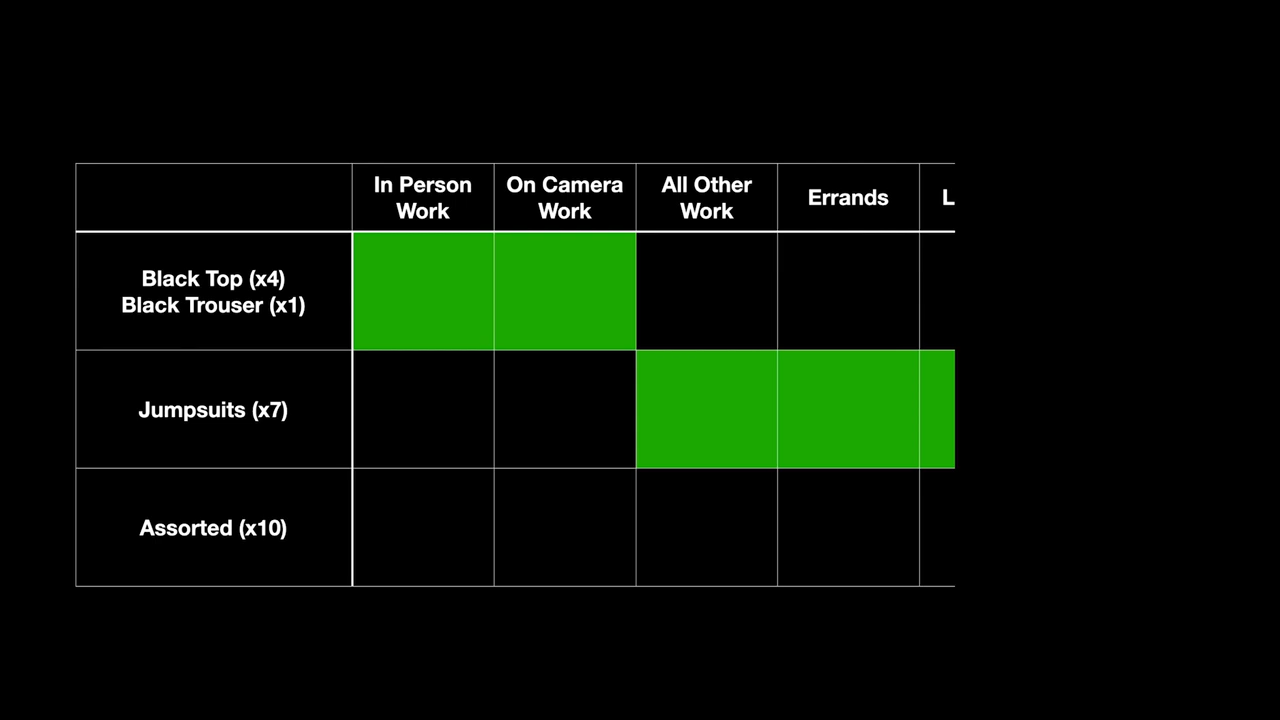 In Person
Work
On Camera
Work
All Other
Work
Errands
L
Black Top (x4)
Black Trouser (x1)
Jumpsuits (x7)
Assorted (x10)